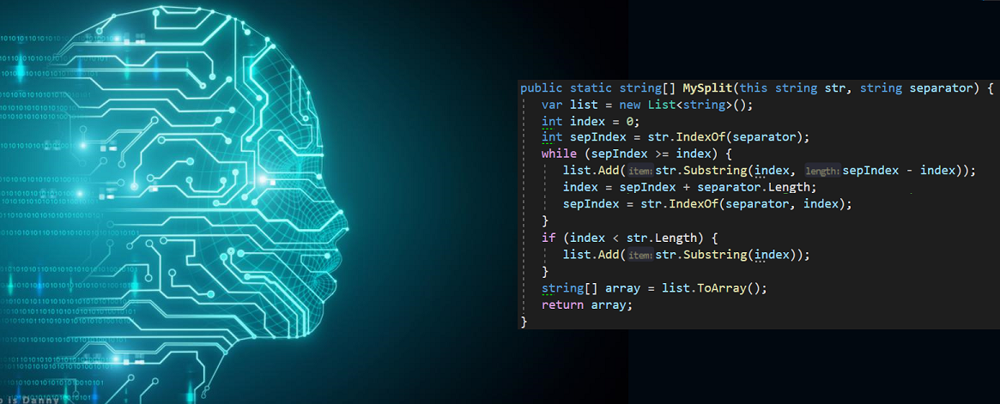 public static string[] MySplit(this string str, string separator) {
var list = new List<string>();
int index = 0;
int sepIndex = str.IndexOf(separator);
while (sepIndex >= index) {
list.Add(item: str.Substring(index, length: sepIndex - index));
index = sepIndex + separator.Length;
sepIndex = str.IndexOf(separator, index);
}
if (index < str.Length) {
list.Add(item: str.Substring(index));
}
string[] array = list.ToArray();
return array;
}
is Danny